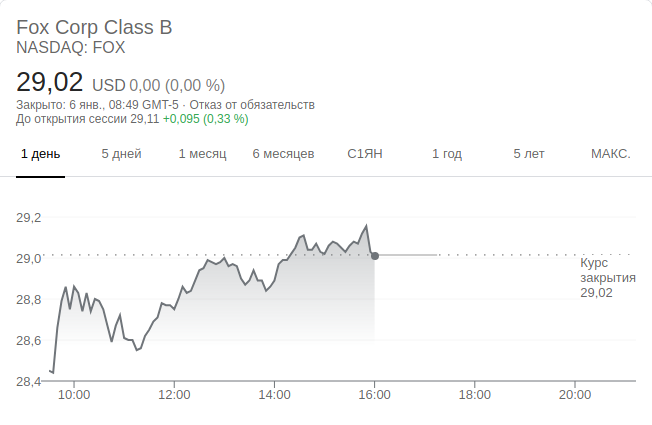 Fox Corp Class B
NASDAQ: FOX
29,02 USD 0,00 (0,00 %)
Закрыто: 6 янв., 08:49 GMT-5 · Отказ от обязательств
До открытия сессии 29,11 +0,095 (0,33 %)
1 день 5 дней 1 месяц 6 месяцев С1ЯН 1 год 5 лет МАКС.
29,2
29,0
Курс
закрытия
29,02
28,8
28,6
28,4
10:00 12:00 14:00 16:00 18:00 20:00